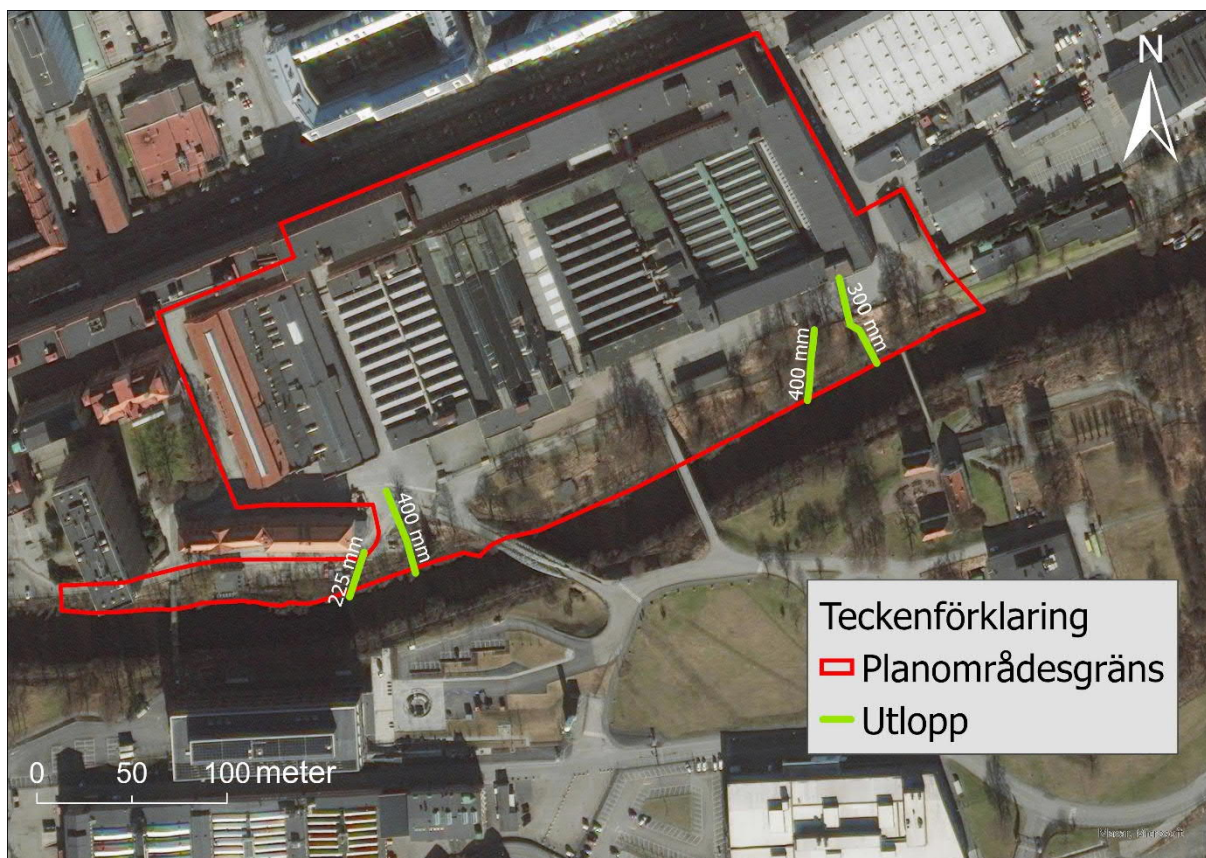 N
300 mm
400 mm
400 mm
225 mm
Teckenförklaring
Planområdesgräns
Utlopp
0 50 100 meter